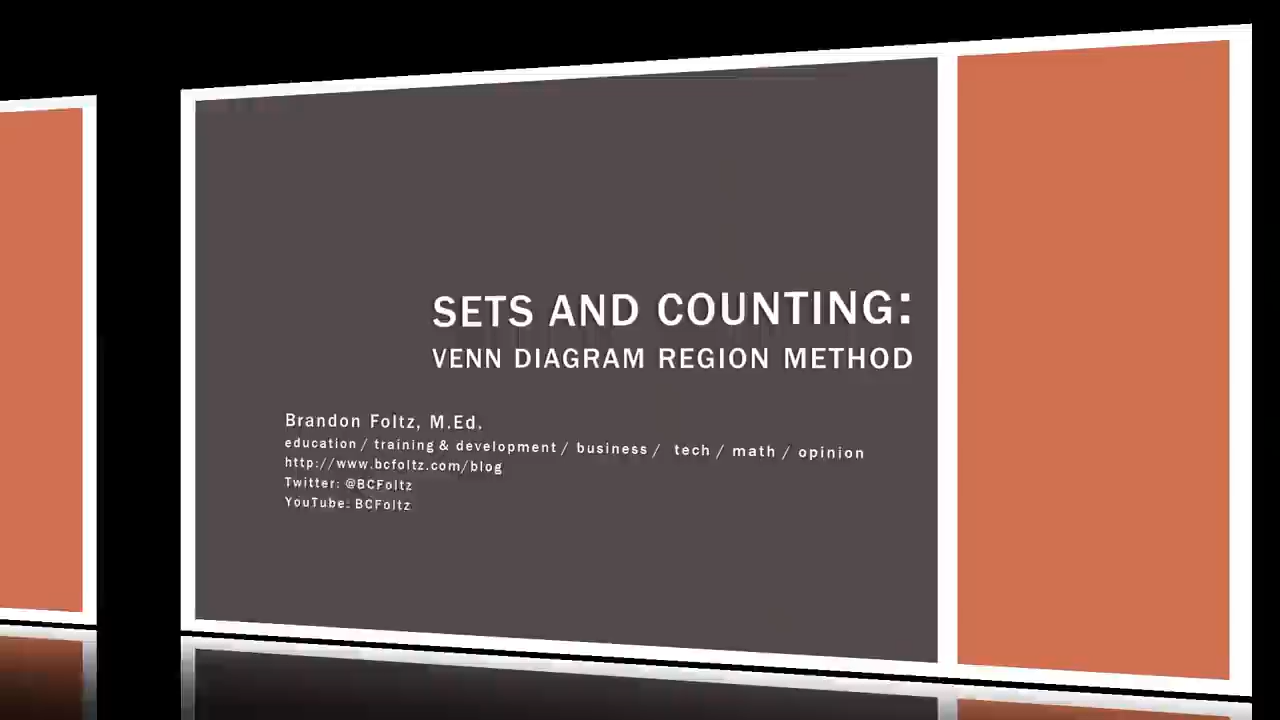 SETS AND COUNTING:
VENN DIAGRAM REGION METHOD
Brandon Foltz, M.Ed.
education / training & development / business / tech / math / opinion
http://www.bcfoltz.com/blog
Twitter: @BCFoltz
YouTube: BCFoltz